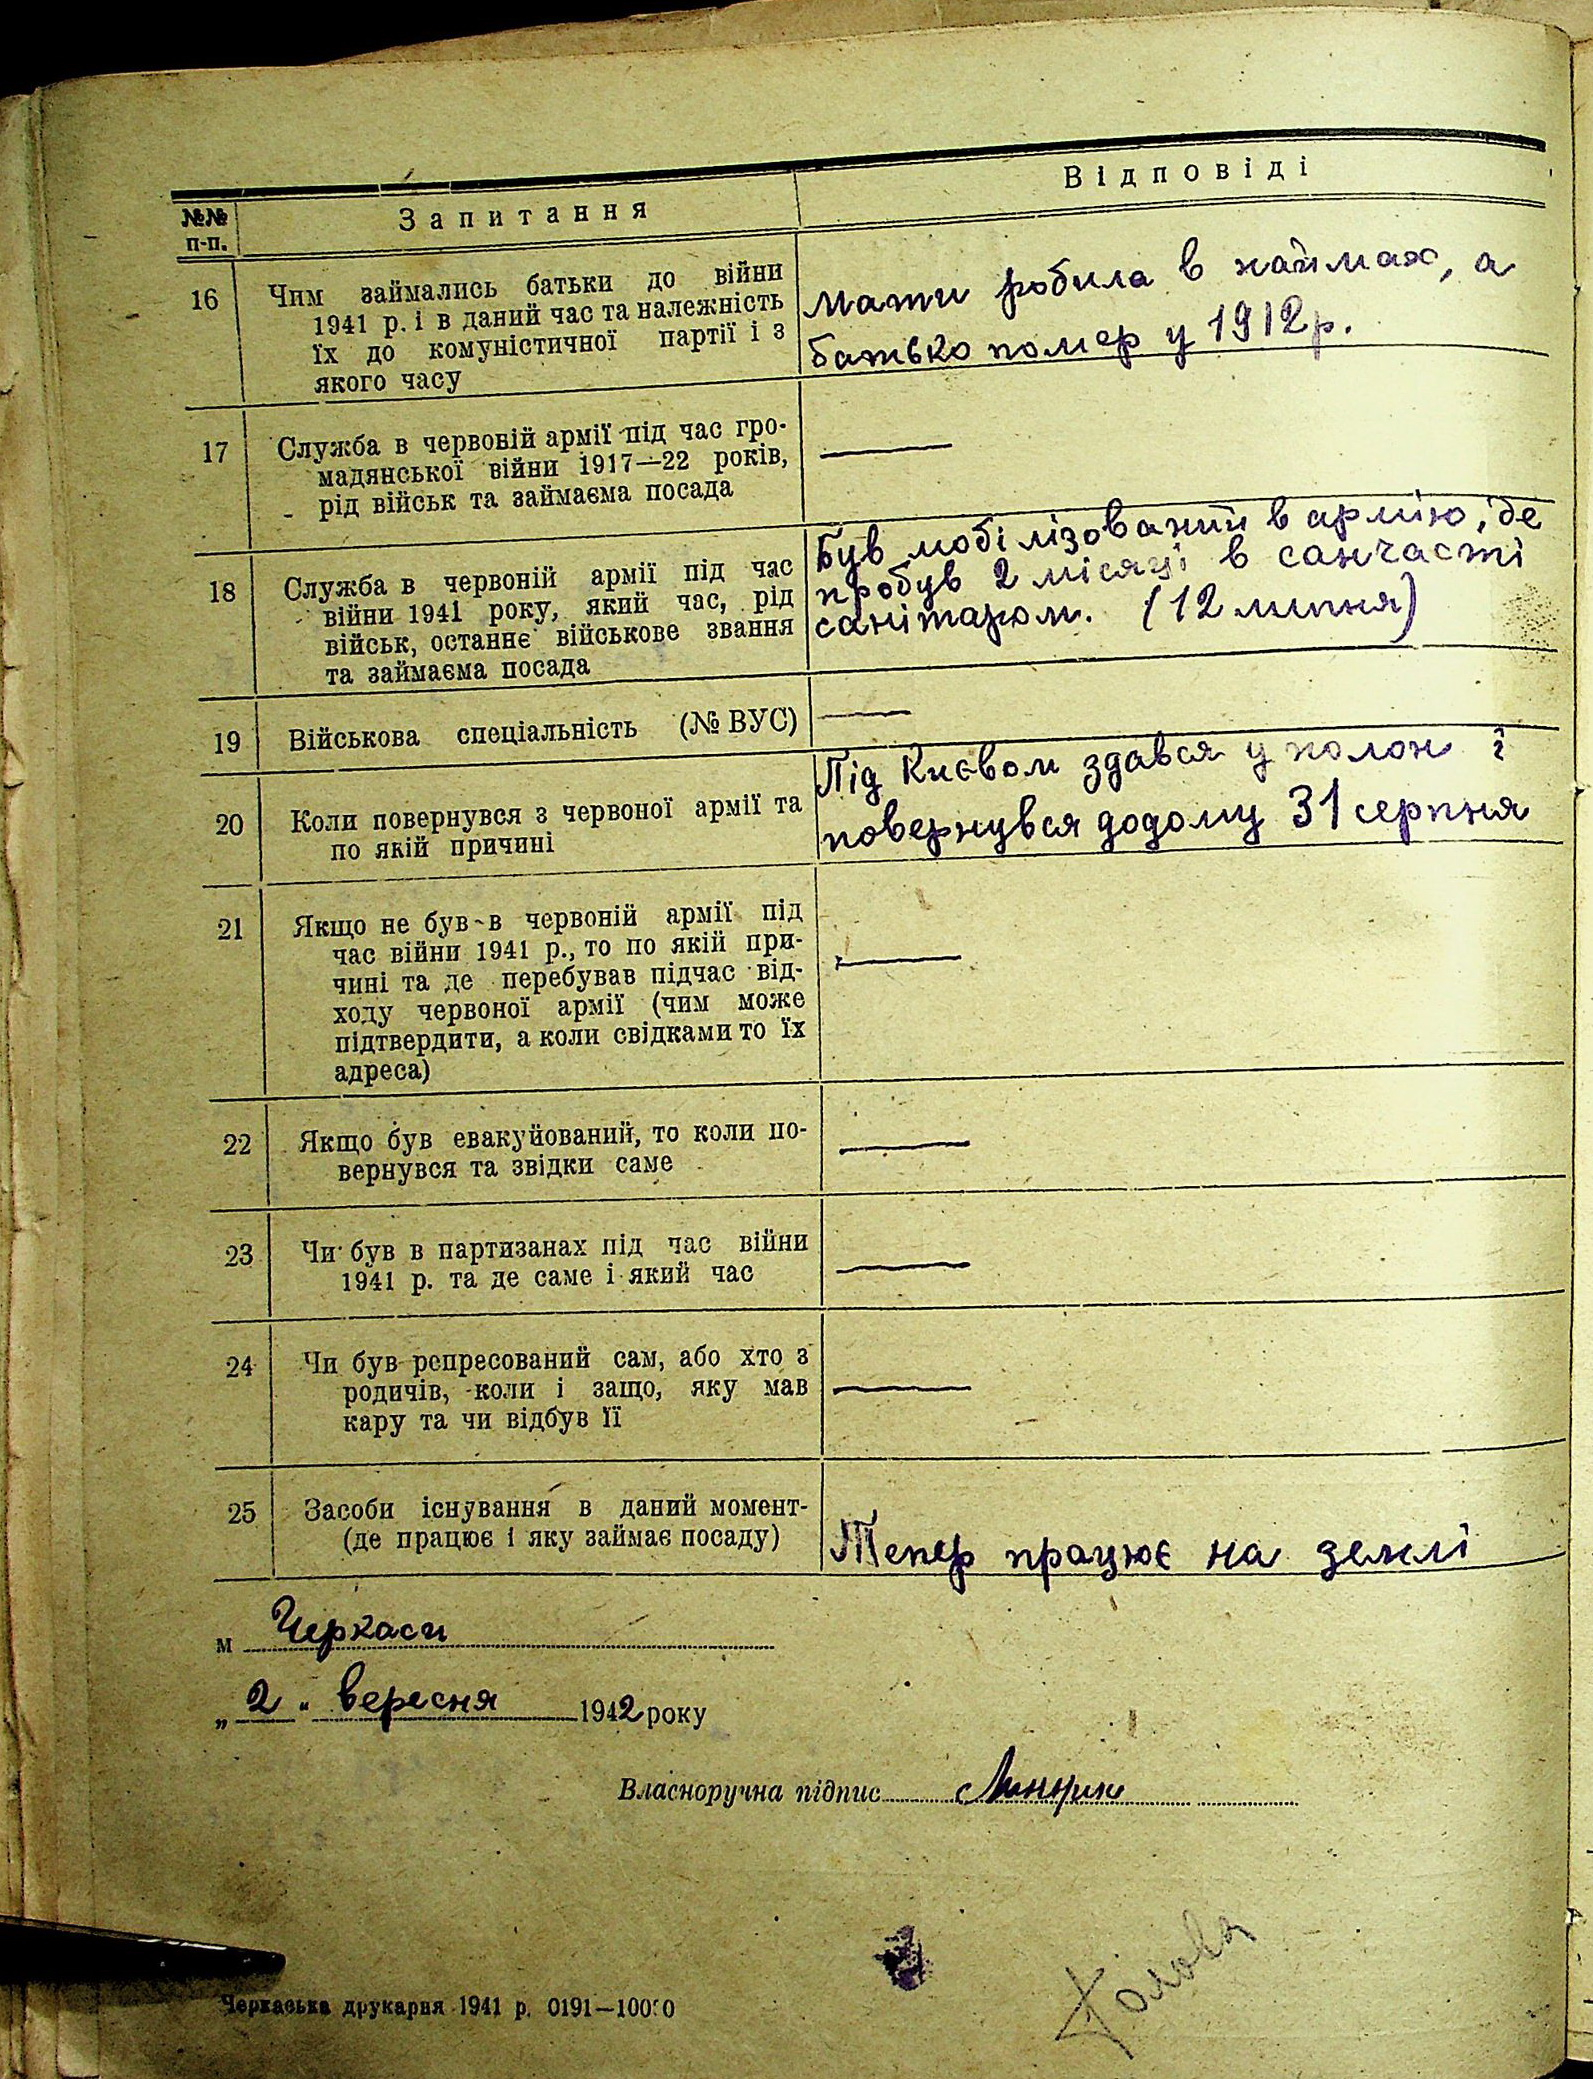 №№ п-п.
Запитання
Відповіді
16
Чим займались батьки до війни
1941 р. і в даний час та належність
їх до комуністичної партії і з
якого часу
Мати робила в наймах, а
батько помер у 1912р.
17
Служба в червоній армії під час гро-
мадянської війни 1917—22 років,
рід військ та займаєма посада
—
18
Служба в червоній армії під час
війни 1941 року, який час, рід
військ, останнє військове звання
та займаєма посада
Був мобілізований в армію, де
пробув 2 місяці в санчасті
санітаром. (12 липня)
19
Військова спеціальність (№ ВУС)
—
20
Коли повернувся з червоної армії та
по якій причині
Під Києвом здався у полон і
повернувся додому 31 серпня
21
Якщо не був в червоній армії під
час війни 1941 р., то по якій при-
чині та де перебував підчас від-
ходу червоної армії (чим може
підтвердити, а коли свідками то їх
адреса)
—
22
Якщо був евакуйований, то коли по-
вернувся та звідки саме
—
23
Чи був в партизанах під час війни
1941 р. та де саме і який час
—
24
Чи був репресований сам, або хто з
родичів, коли і защо, яку мав
кару та чи відбув її
—
25
Засоби існування в даний момент-
(де працює і яку займає посаду)
Тепер працює на землі
м Черкаси
„ 2 " вересня 1942 року
Власноручна підпис
Черкаська друкарня 1941 р. 0191—10000